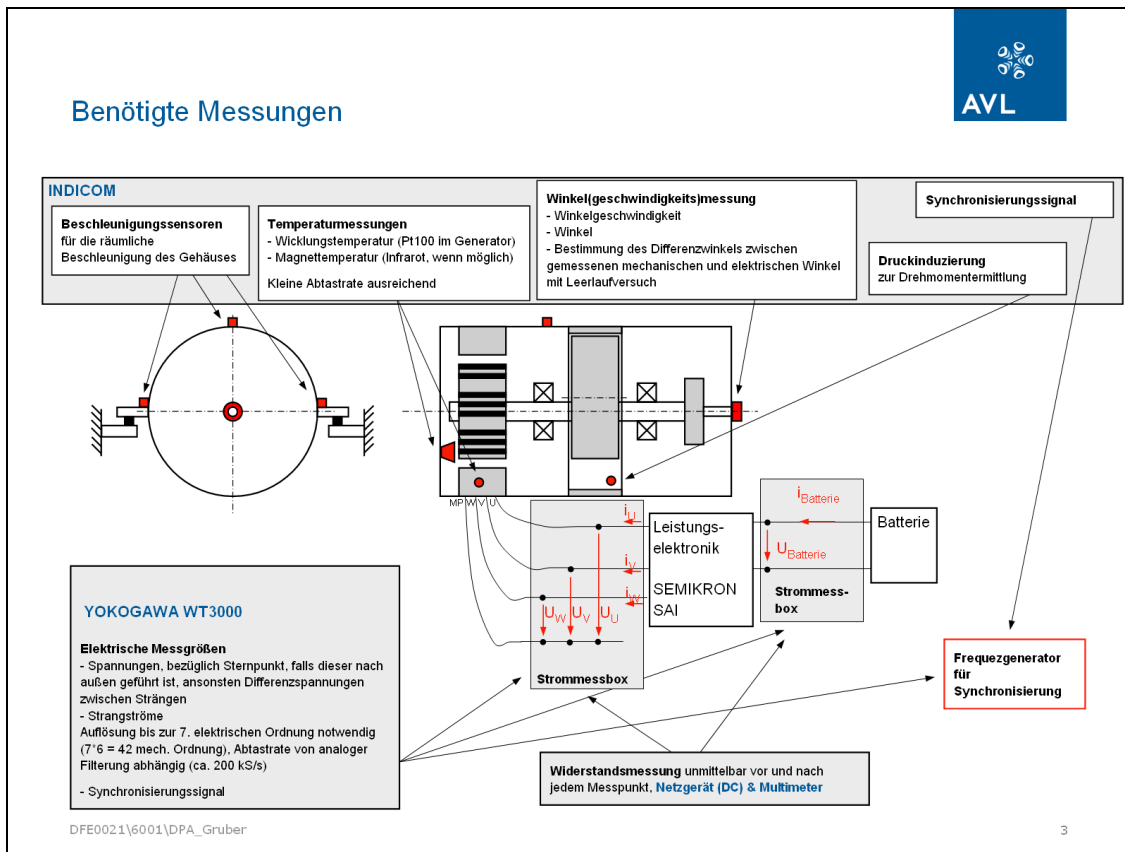 AVL
Benötigte Messungen
INDICOM
Beschleunigungssensoren
für die räumliche
Beschleunigung des Gehäuses
Temperaturmessungen
- Wicklungstemperatur (Pt100 im Generator)
- Magnettemperatur (Infrarot, wenn möglich)
Kleine Abtastrate ausreichend
Winkel(geschwindigkeits)messung
- Winkelgeschwindigkeit
- Winkel
- Bestimmung des Differenzwinkels zwischen
gemessenen mechanischen und elektrischen Winkel
mit Leerlaufversuch
Synchronisierungssignal
Druckinduzierung
zur Drehmomentermittlung
MP W V U
i_U
i_V
i_W
U_W U_V U_U
Strommessbox
Leistungs-
elektronik
SEMIKRON
SAI
i_Batterie
U_Batterie
Strommess-
box
Batterie
YOKOGAWA WT3000
Elektrische Messgrößen
- Spannungen, bezüglich Sternpunkt, falls dieser nach
außen geführt ist, ansonsten Differenzspannungen
zwischen Strängen
- Strangströme
Auflösung bis zur 7. elektrischen Ordnung notwendig
(7*6 = 42 mech. Ordnung), Abtastrate von analoger
Filterung abhängig (ca. 200 kS/s)
- Synchronisierungssignal
Frequezgenerator
für
Synchronisierung
Widerstandsmessung unmittelbar vor und nach
jedem Messpunkt, Netzgerät (DC) & Multimeter
DFE0021\6001\DPA_Gruber
3